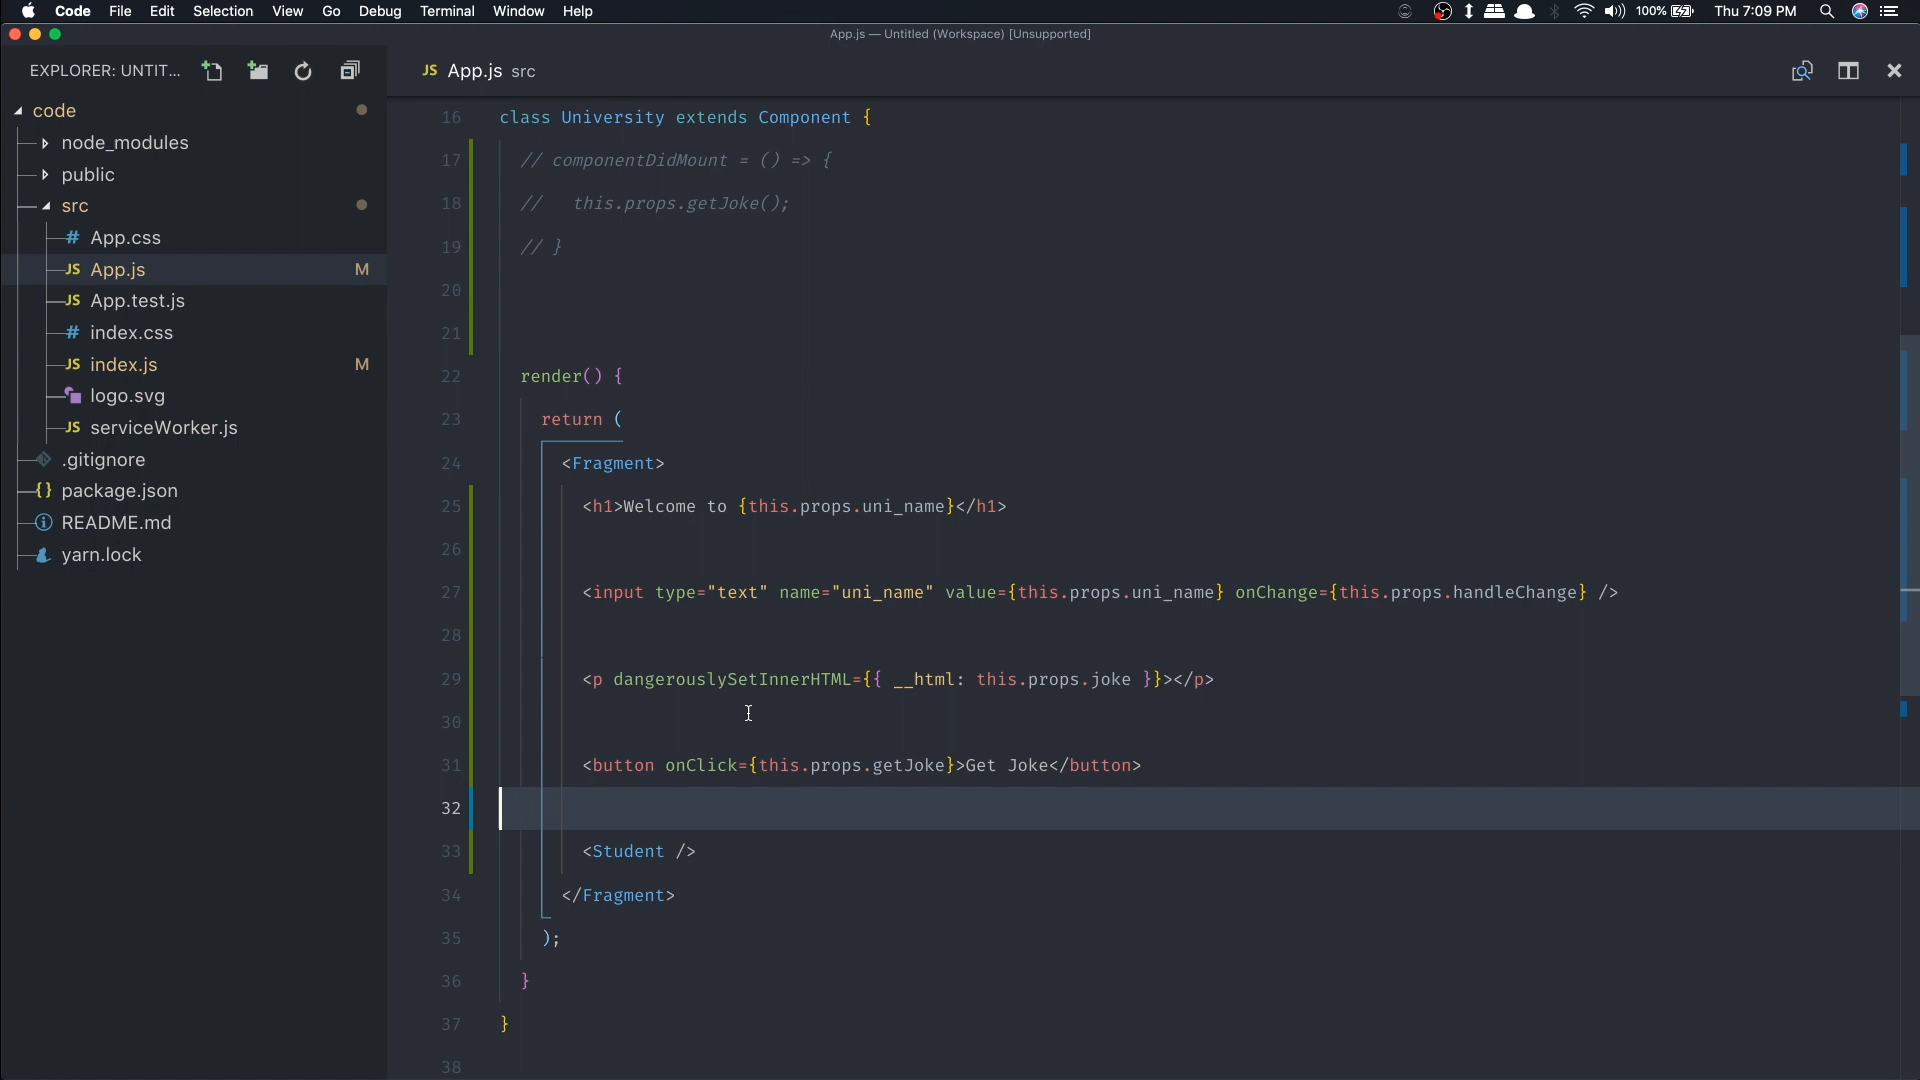 Code File Edit Selection View Go Debug Terminal Window Help 100% Thu 7:09 PM
App.js — Untitled (Workspace) [Unsupported]
EXPLORER: UNTIT...
JS App.js src
code
node_modules
public
src
# App.css
JS App.js M
JS App.test.js
# index.css
JS index.js M
logo.svg
JS serviceWorker.js
.gitignore
{} package.json
README.md
yarn.lock
16 class University extends Component {
17 // componentDidMount = () => {
18 //   this.props.getJoke();
19 // }
20
21
22 render() {
23 return (
24 <Fragment>
25 <h1>Welcome to {this.props.uni_name}</h1>
26
27 <input type="text" name="uni_name" value={this.props.uni_name} onChange={this.props.handleChange} />
28
29 <p dangerouslySetInnerHTML={{ __html: this.props.joke }}></p>
30
31 <button onClick={this.props.getJoke}>Get Joke</button>
32
33 <Student />
34 </Fragment>
35 );
36 }
37 }
38